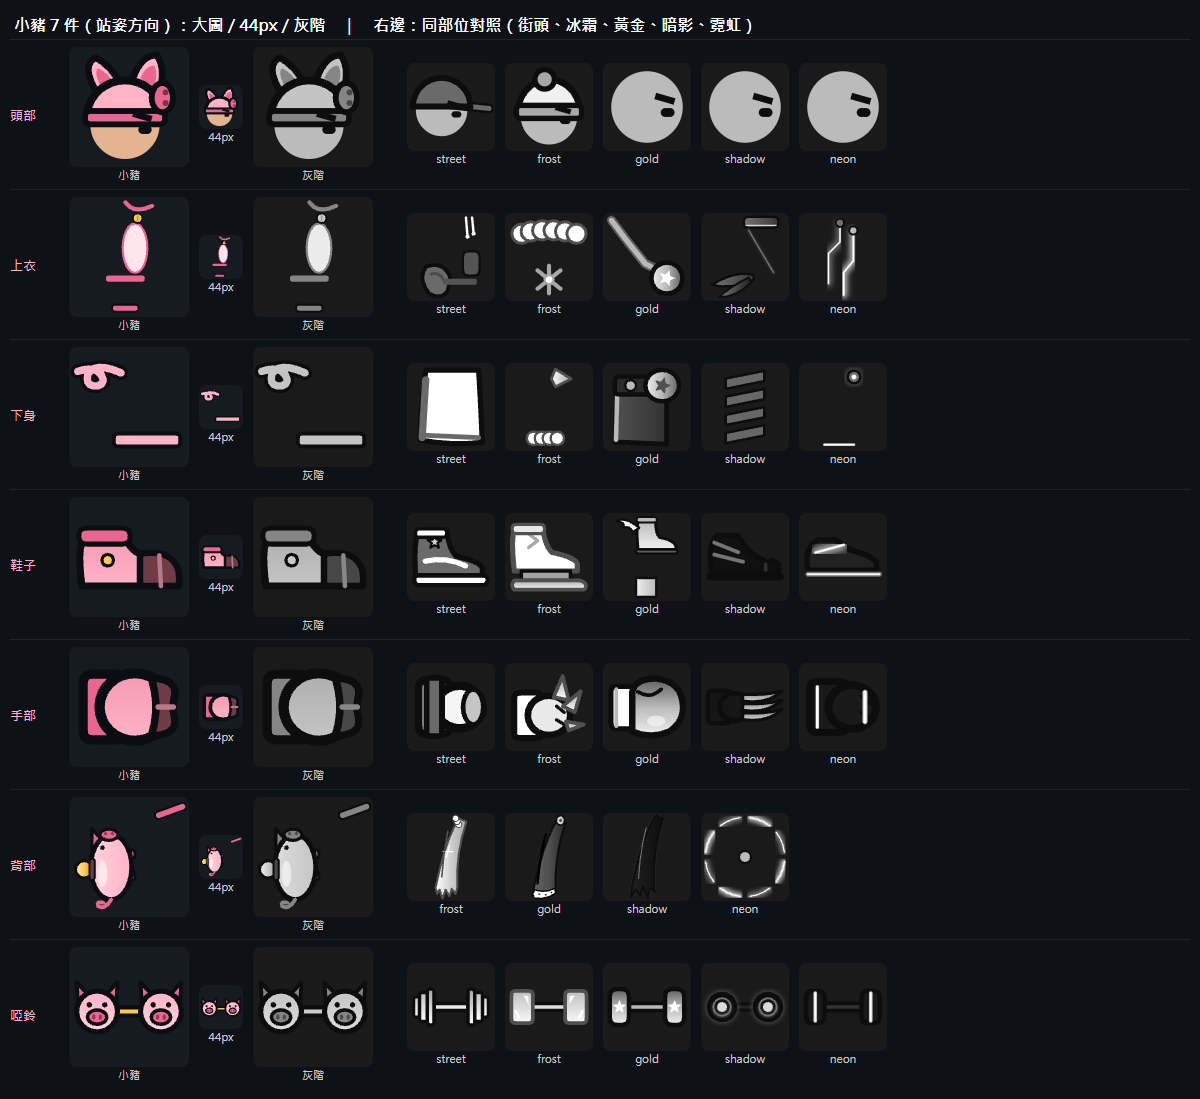 小豬 7 件（站姿方向）：大圖 / 44px / 灰階 | 右邊：同部位對照（街頭、冰霜、黃金、暗影、霓虹）
頭部
44px
小豬
灰階
street
frost
gold
shadow
neon
上衣
44px
小豬
灰階
street
frost
gold
shadow
neon
下身
44px
小豬
灰階
street
frost
gold
shadow
neon
鞋子
44px
小豬
灰階
street
frost
gold
shadow
neon
手部
44px
小豬
灰階
street
frost
gold
shadow
neon
背部
44px
小豬
灰階
frost
gold
shadow
neon
啞鈴
44px
小豬
灰階
street
frost
gold
shadow
neon